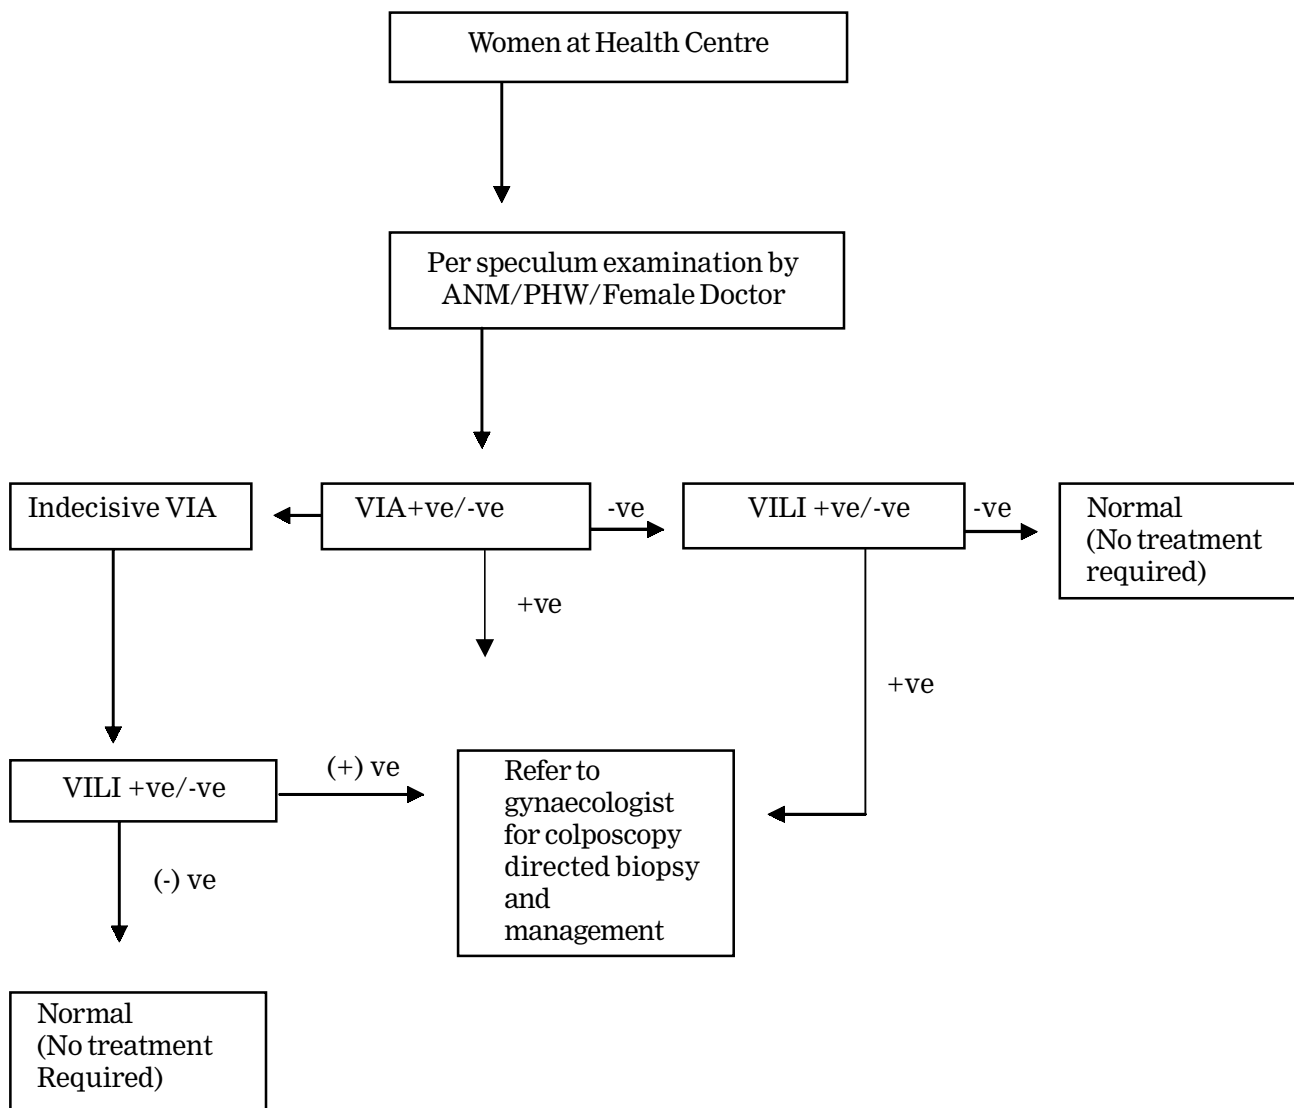 Women at Health Centre
Per speculum examination by
ANM/PHW/Female Doctor
Indecisive VIA
VIA+ve/-ve
-ve
VILI +ve/-ve
-ve
Normal
(No treatment
required)
+ve
+ve
VILI +ve/-ve
(+) ve
Refer to
gynaecologist
for colposcopy
directed biopsy
and
management
(-) ve
Normal
(No treatment
Required)